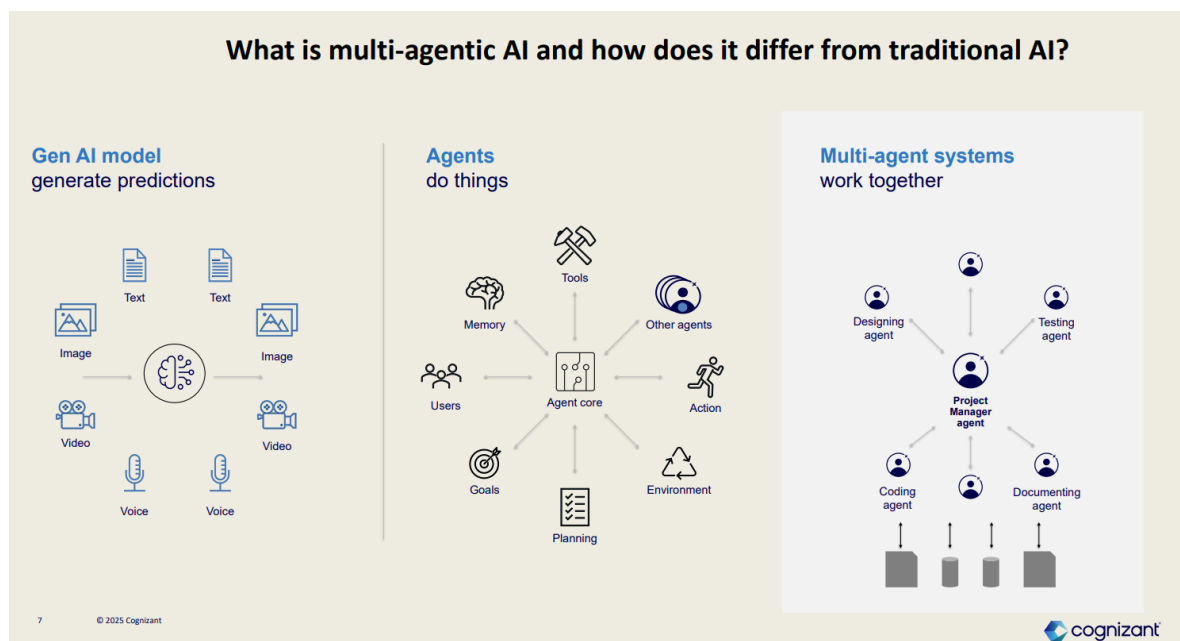 What is multi-agentic AI and how does it differ from traditional AI?
Gen AI model
generate predictions
Text
Text
Image
Image
Video
Video
Voice
Voice
Agents
do things
Tools
Memory
Other agents
Users
Agent core
Action
Goals
Environment
Planning
Multi-agent systems
work together
Designing
agent
Testing
agent
Project
Manager
agent
Coding
agent
Documenting
agent
7
© 2025 Cognizant
cognizant